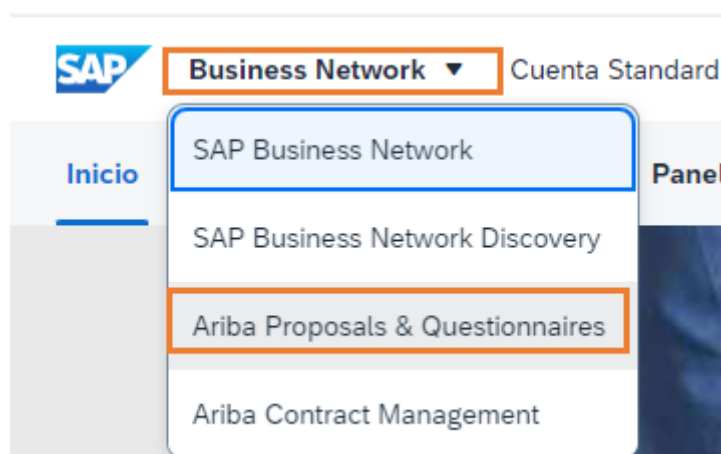 SAP Business Network ▼ Cuenta Standard
Inicio
SAP Business Network
Panel
SAP Business Network Discovery
Ariba Proposals & Questionnaires
Ariba Contract Management